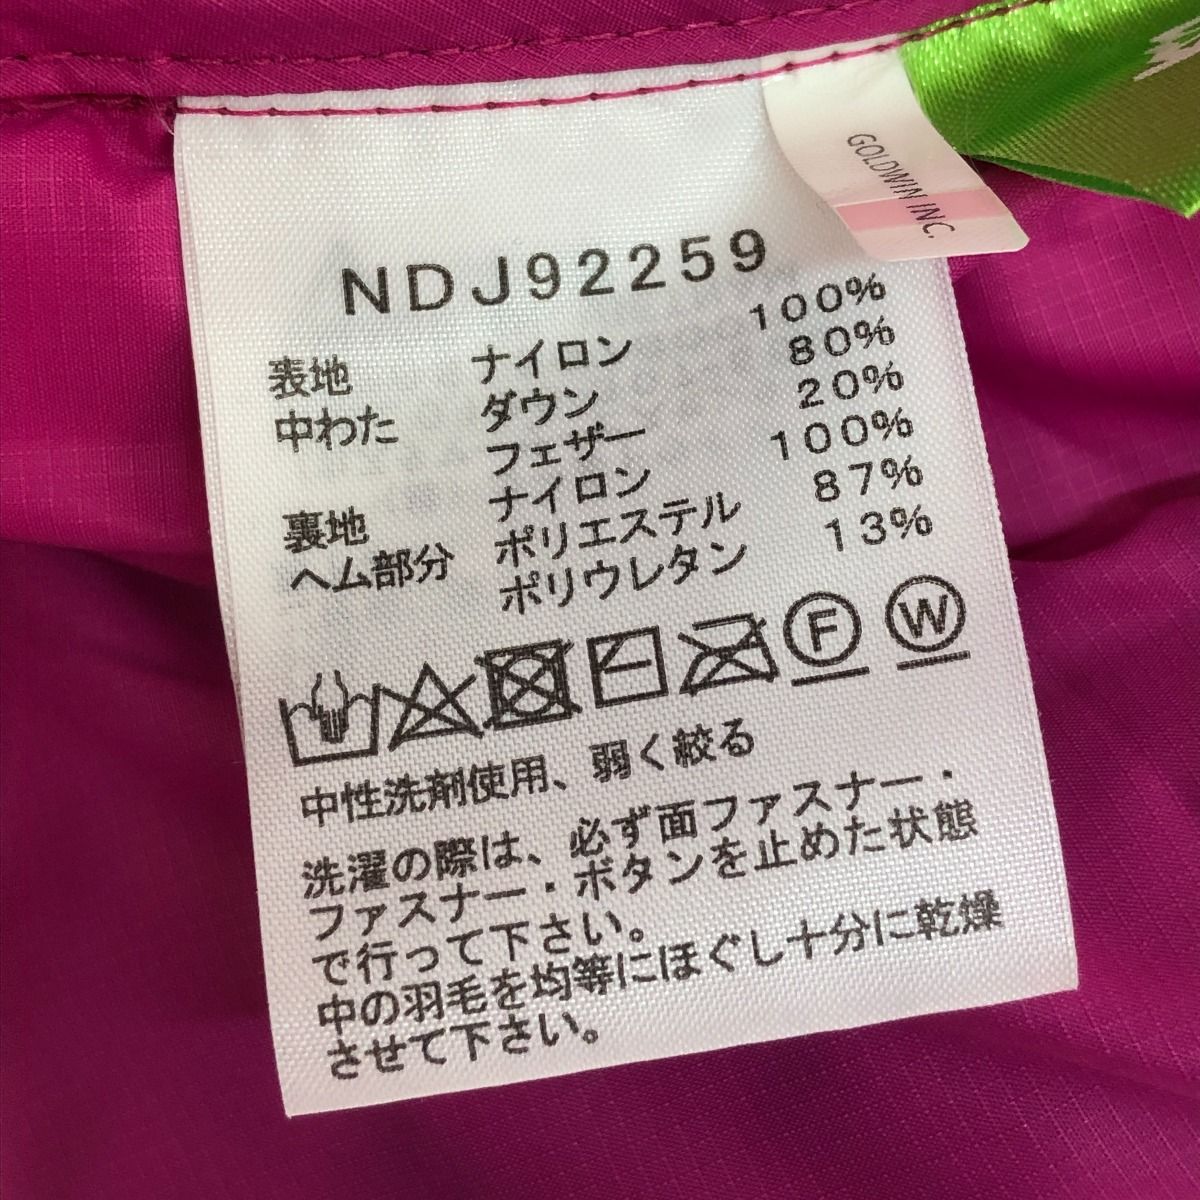 GOLDWIN INC.
NDJ92259
表地 ナイロン 100%
中わた ダウン 80%
フェザー 20%
裏地 ナイロン 100%
ヘム部分 ポリエステル 87%
ポリウレタン 13%
F W
中性洗剤使用、弱く絞る
洗濯の際は、必ず面ファスナー・
ファスナー・ボタンを止めた状態
で行って下さい。
中の羽毛を均等にほぐし十分に乾燥
させて下さい。